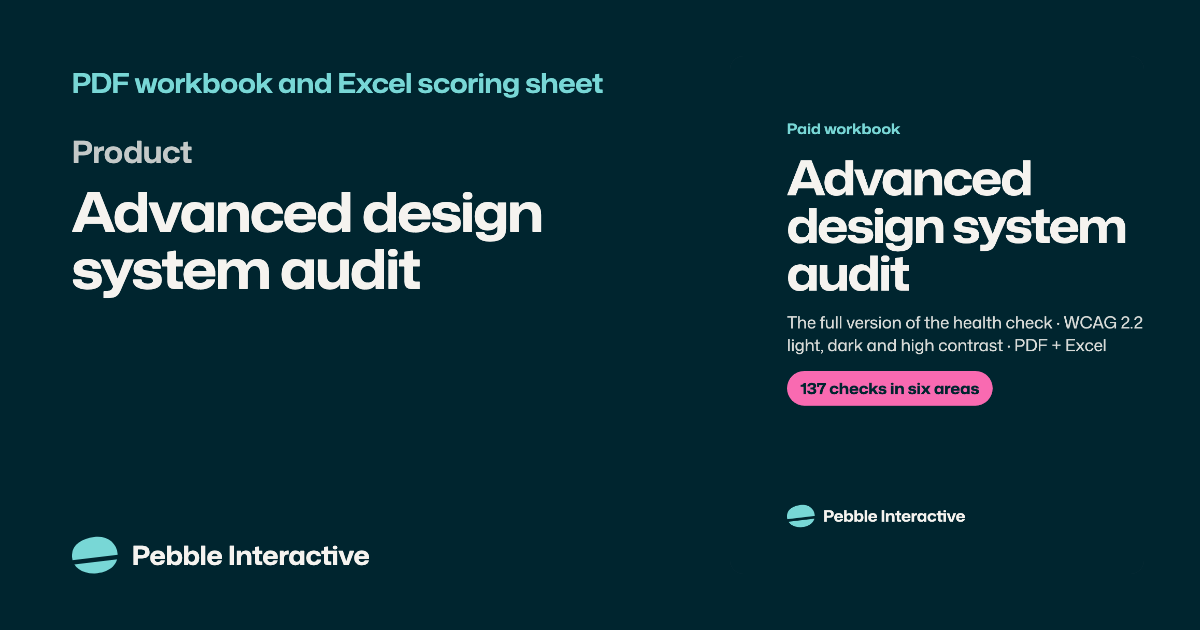 PDF workbook and Excel scoring sheet
Product
Advanced design
system audit
Pebble Interactive
Paid workbook
Advanced
design system
audit
The full version of the health check · WCAG 2.2
light, dark and high contrast · PDF + Excel
137 checks in six areas
Pebble Interactive